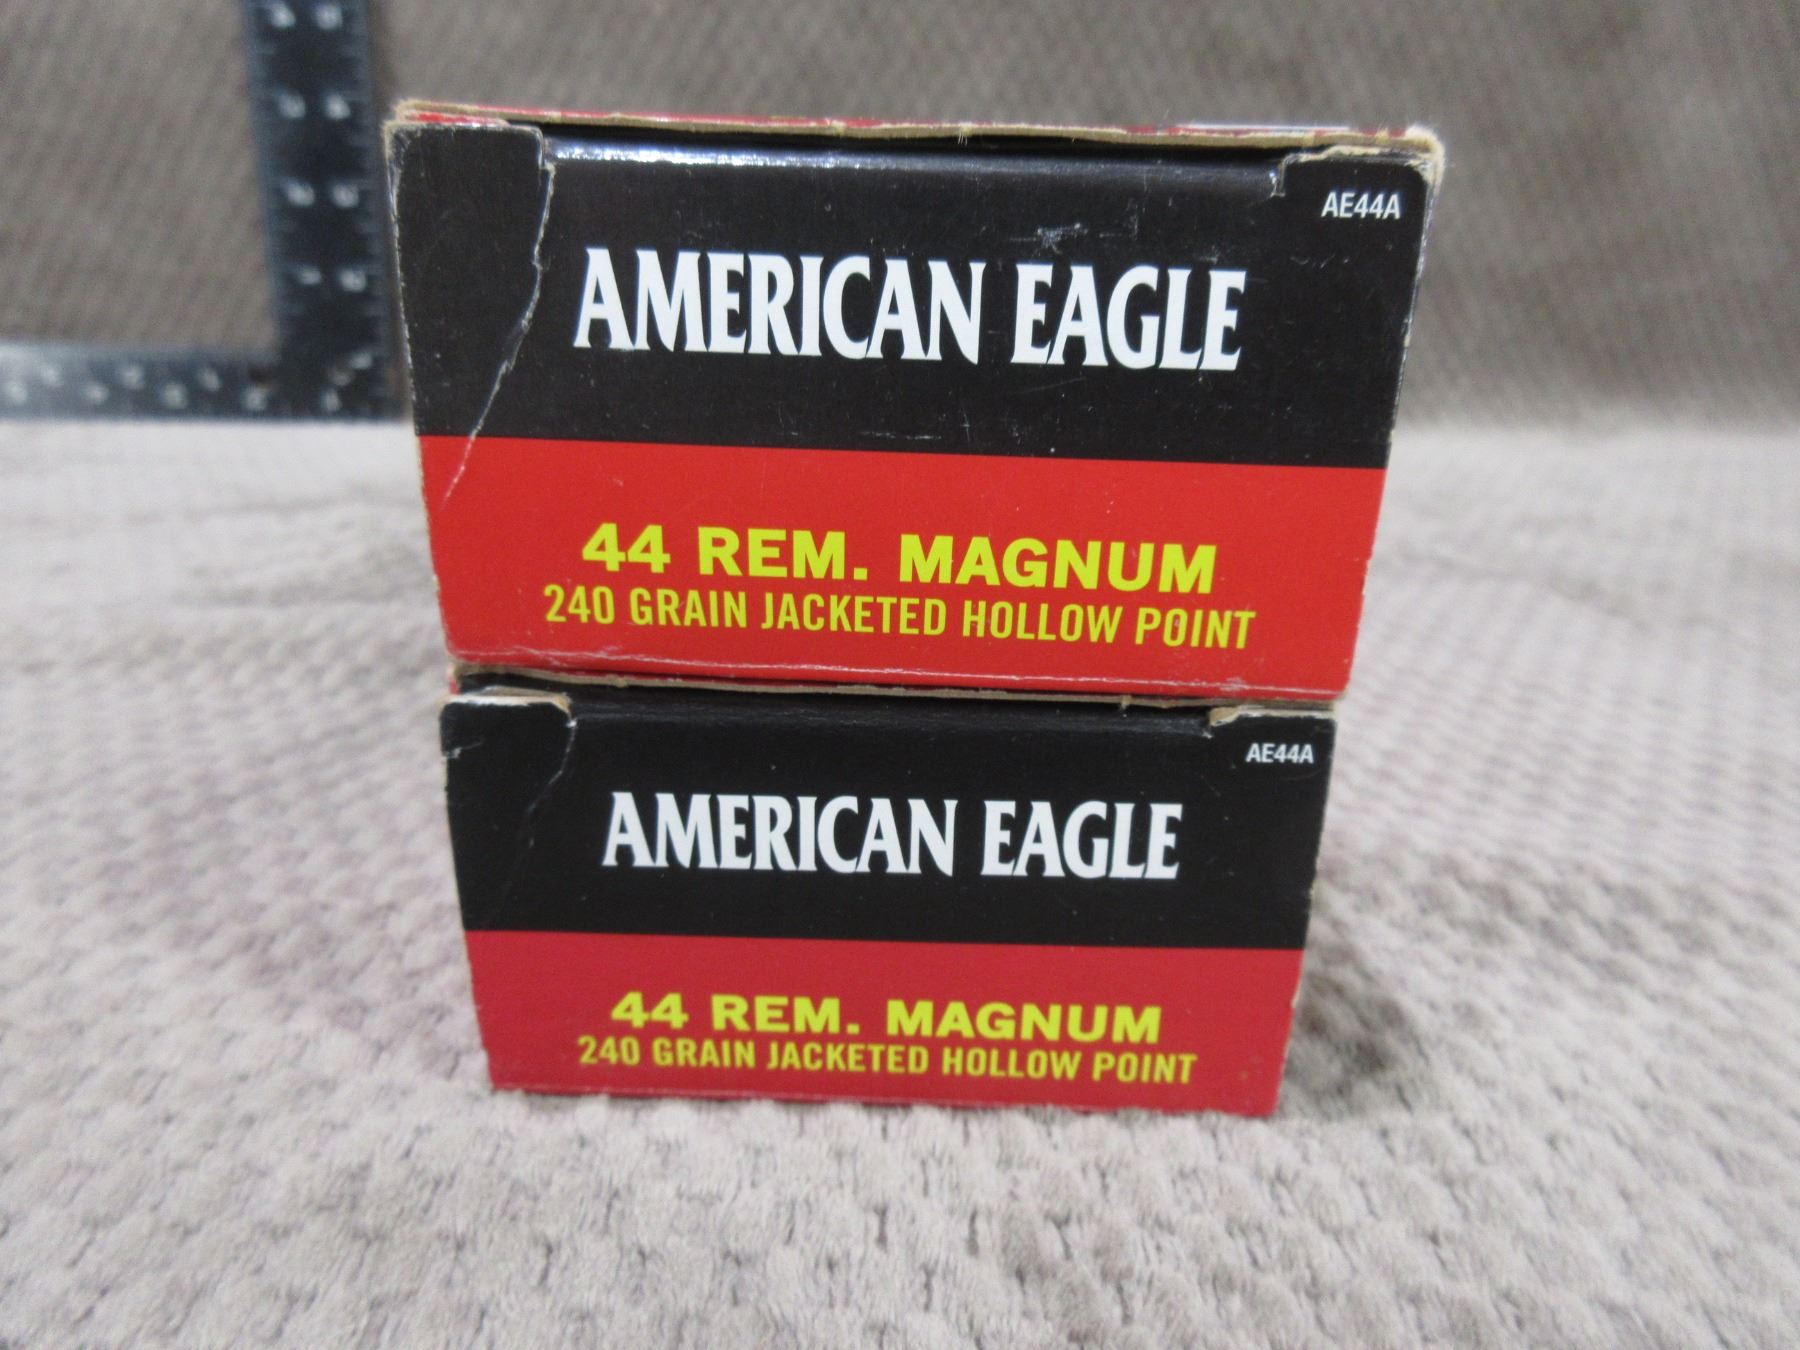 AE44A
AMERICAN EAGLE
44 REM. MAGNUM
240 GRAIN JACKETED HOLLOW POINT
AE44A
AMERICAN EAGLE
44 REM. MAGNUM
240 GRAIN JACKETED HOLLOW POINT